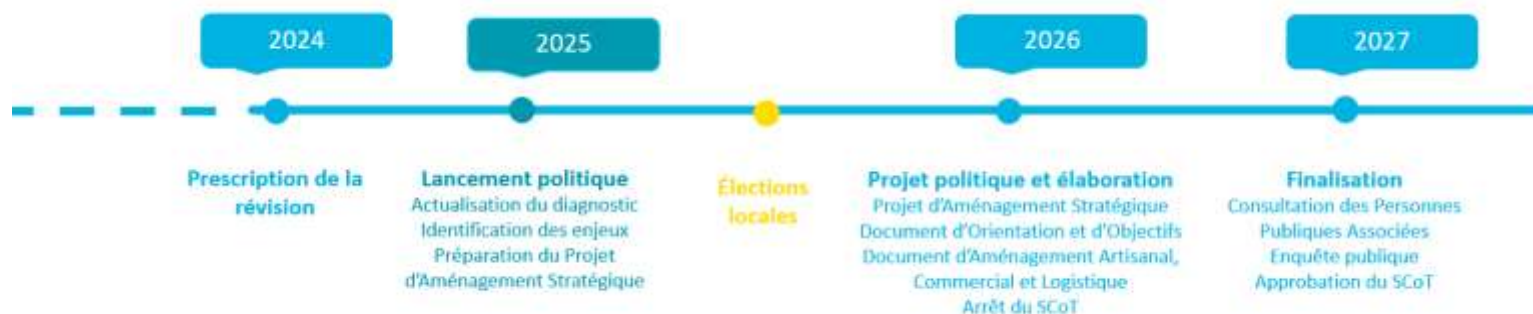 2024
2025
2026
2027
Prescription de la
révision
Lancement politique
Actualisation du diagnostic
Identification des enjeux
Préparation du Projet
d'Aménagement Stratégique
Élections
locales
Projet politique et élaboration
Projet d'Aménagement Stratégique
Document d'Orientation et d'Objectifs
Document d'Aménagement Artisanal,
Commercial et Logistique
Arrêt du SCoT
Finalisation
Consultation des Personnes
Publiques Associées
Enquête publique
Approbation du SCoT